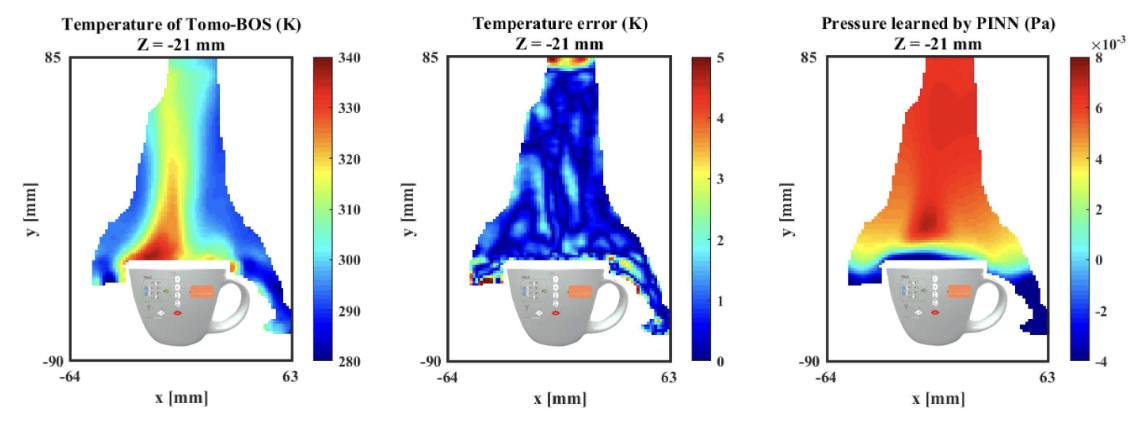 Temperature of Tomo-BOS (K)
Z = -21 mm
85
340
330
320
310
300
290
280
y [mm]
-90
-64
63
x [mm]
Temperature error (K)
Z = -21 mm
85
5
4
3
2
1
0
y [mm]
-90
-64
63
x [mm]
Pressure learned by PINN (Pa)
Z = -21 mm
×10-3
85
8
6
4
2
0
-2
-4
y [mm]
-90
-64
63
x [mm]